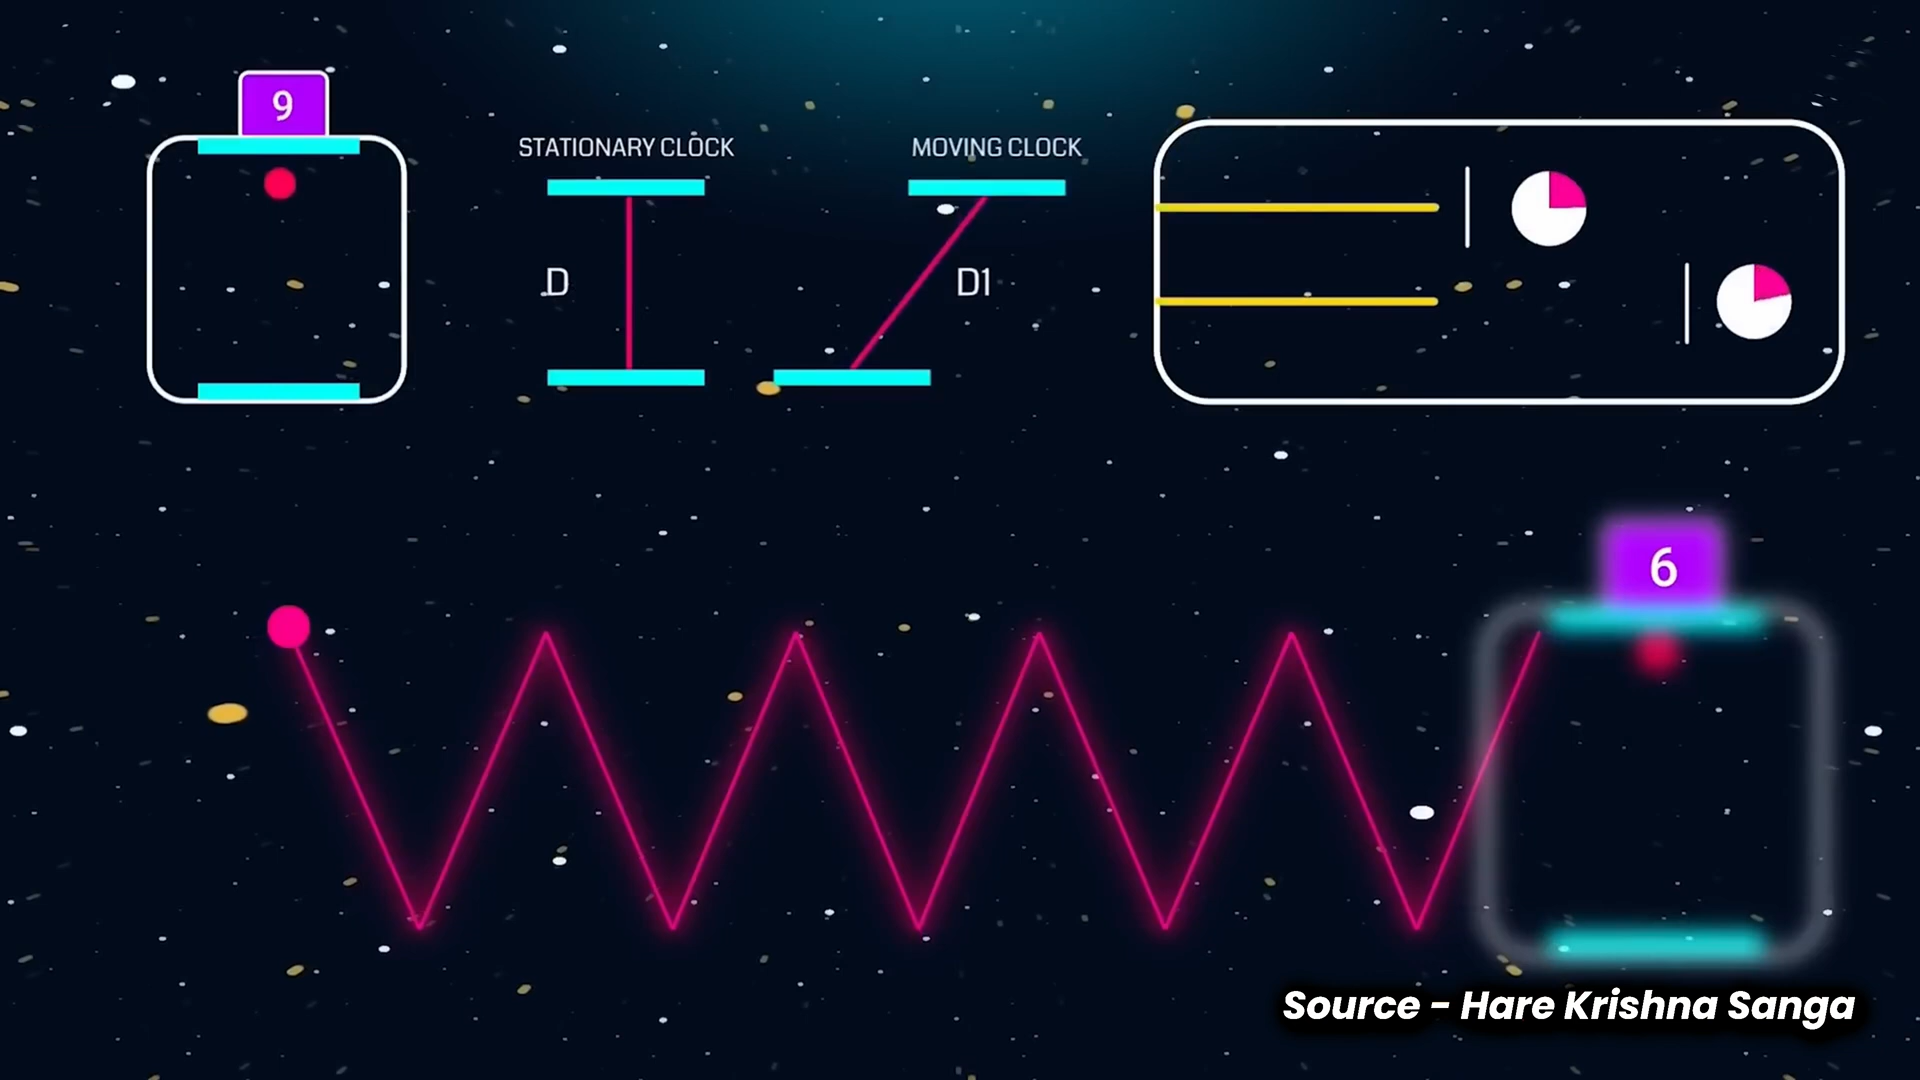 9
STATIONARY CLOCK
MOVING CLOCK
D
D1
6
Source - Hare Krishna Sanga